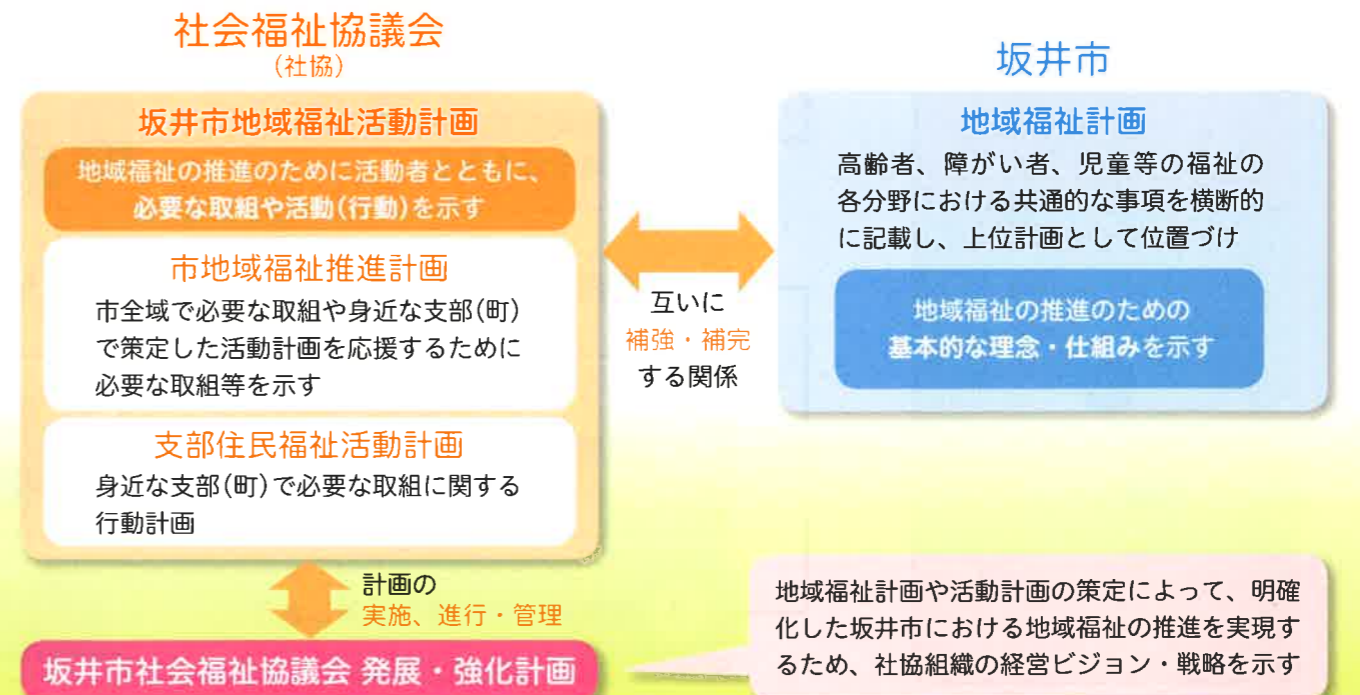 社会福祉協議会
（社協）
坂井市地域福祉活動計画
地域福祉の推進のために活動者とともに、
必要な取組や活動（行動）を示す
市地域福祉推進計画
市全域で必要な取組や身近な支部（町）
で策定した活動計画を応援するために
必要な取組等を示す
支部住民福祉活動計画
身近な支部（町）で必要な取組に関する
行動計画
互いに
補強・補完
する関係
坂井市
地域福祉計画
高齢者、障がい者、児童等の福祉の
各分野における共通的な事項を横断的
に記載し、上位計画として位置づけ
地域福祉の推進のための
基本的な理念・仕組みを示す
計画の
実施、進行・管理
坂井市社会福祉協議会 発展・強化計画
地域福祉計画や活動計画の策定によって、明確
化した坂井市における地域福祉の推進を実現す
るため、社協組織の経営ビジョン・戦略を示す